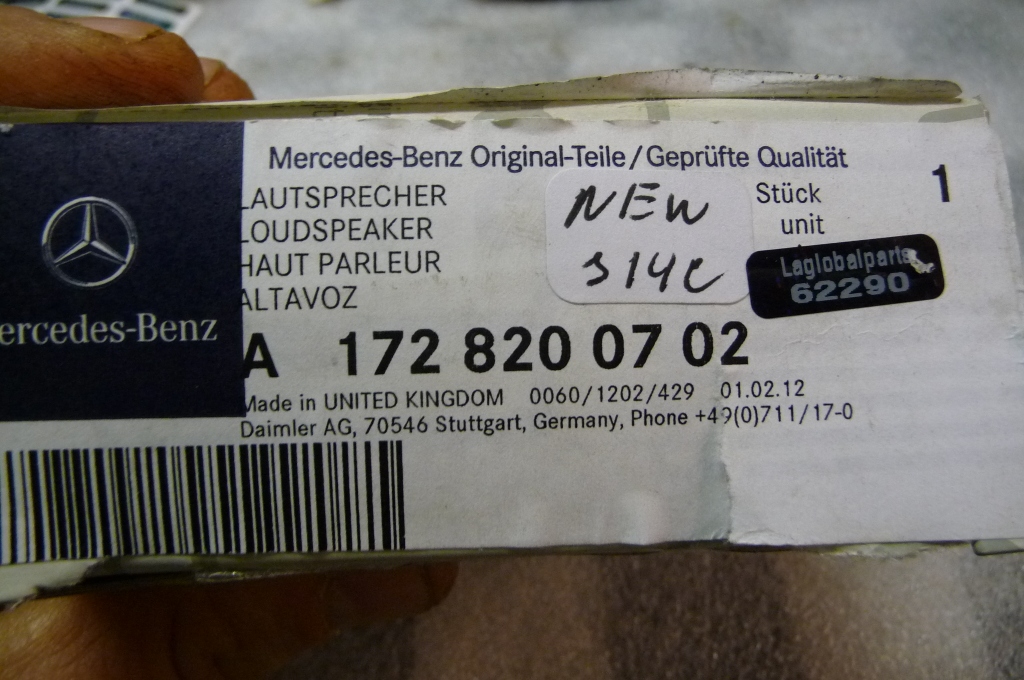 Mercedes-Benz Original-Teile/Geprüfte Qualität
LAUTSPRECHER
LOUDSPEAKER
HAUT PARLEUR
ALTAVOZ
NEW
S14C
Stück
unit
1
Laglobalparts
62290
ercedes-Benz
A 172 820 07 02
Made in UNITED KINGDOM 0060/1202/429 01.02.12
Daimler AG, 70546 Stuttgart, Germany, Phone +49(0)711/17-0